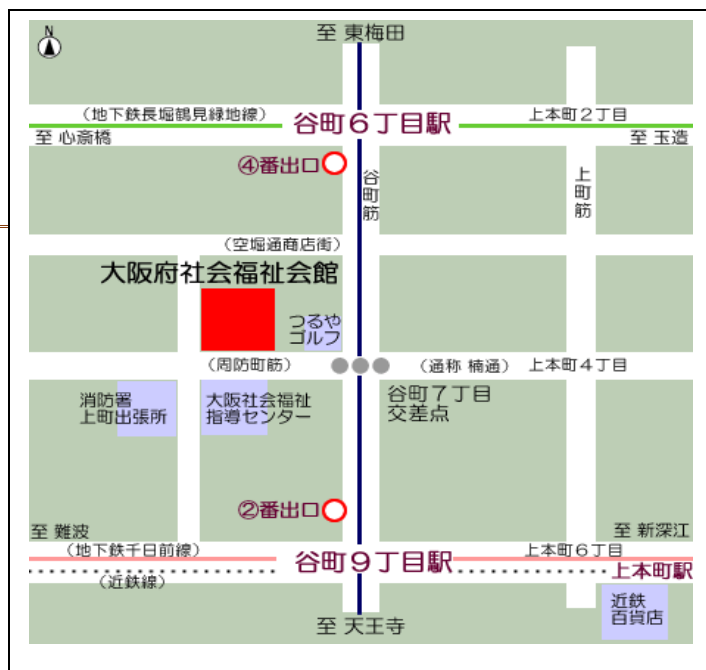 N
至 東梅田
（地下鉄長堀鶴見緑地線）
谷町６丁目駅
上本町２丁目
至 心斎橋
至 玉造
④番出口
谷町筋
上町筋
（空堀通商店街）
大阪府社会福祉会館
つるや
ゴルフ
（周防町筋）
（通称 楠通）
上本町４丁目
消防署
上町出張所
大阪社会福祉
指導センター
谷町７丁目
交差点
②番出口
至 難波
至 新深江
（地下鉄千日前線）
谷町９丁目駅
上本町６丁目
（近鉄線）
上本町駅
近鉄
百貨店
至 天王寺